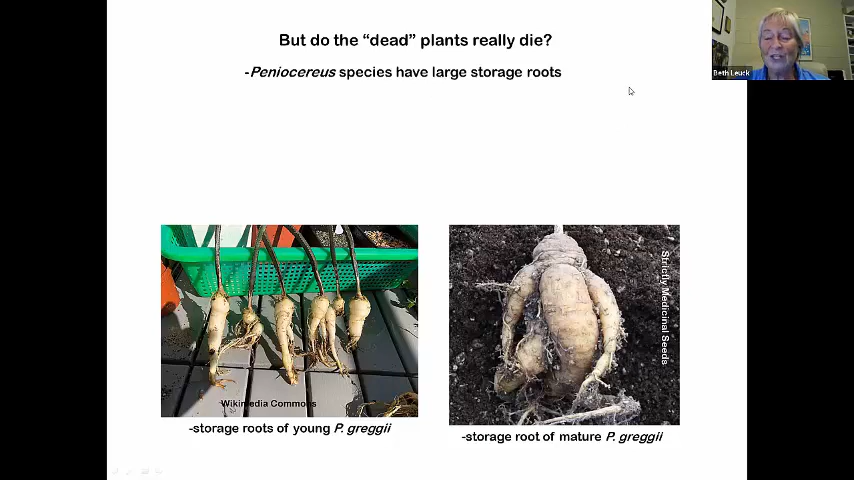 But do the “dead” plants really die?
-Peniocereus species have large storage roots
Beth Leuck
Strictly Medicinal Seeds
Wikimedia Commons
-storage roots of young P. greggii
-storage root of mature P. greggii